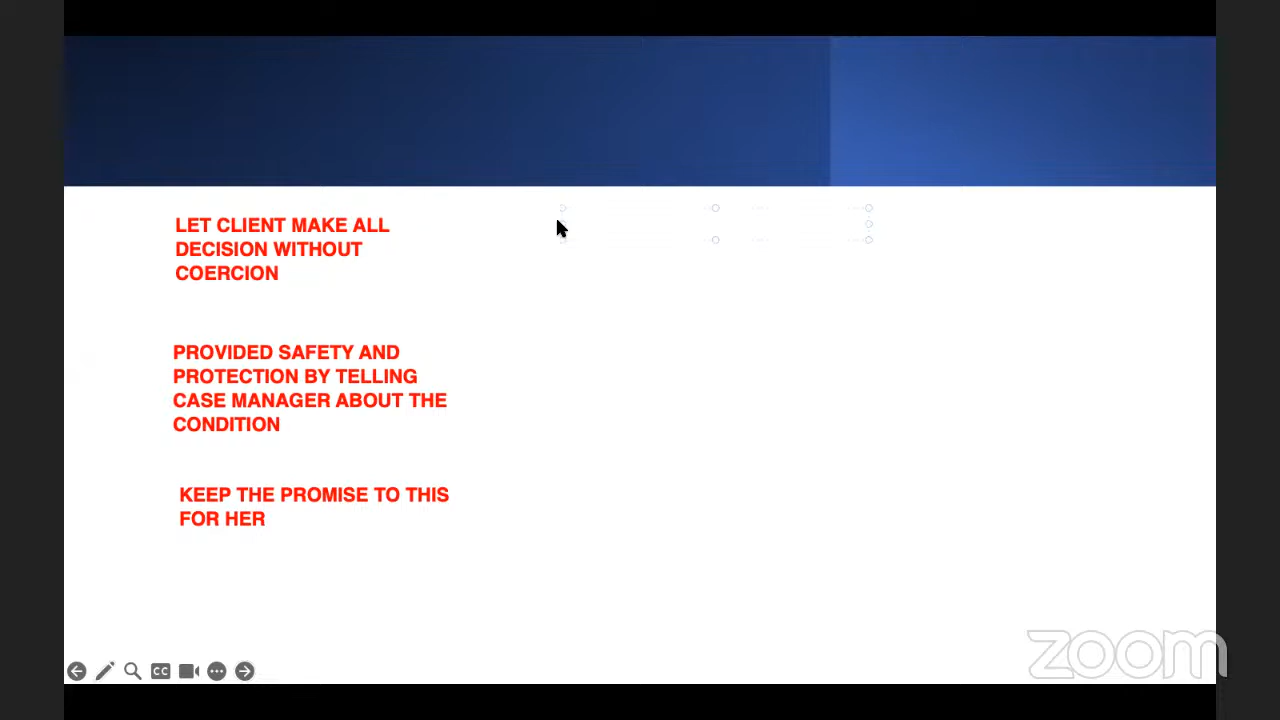 LET CLIENT MAKE ALL
DECISION WITHOUT
COERCION
PROVIDED SAFETY AND
PROTECTION BY TELLING
CASE MANAGER ABOUT THE
CONDITION
KEEP THE PROMISE TO THIS
FOR HER
CC
zoom